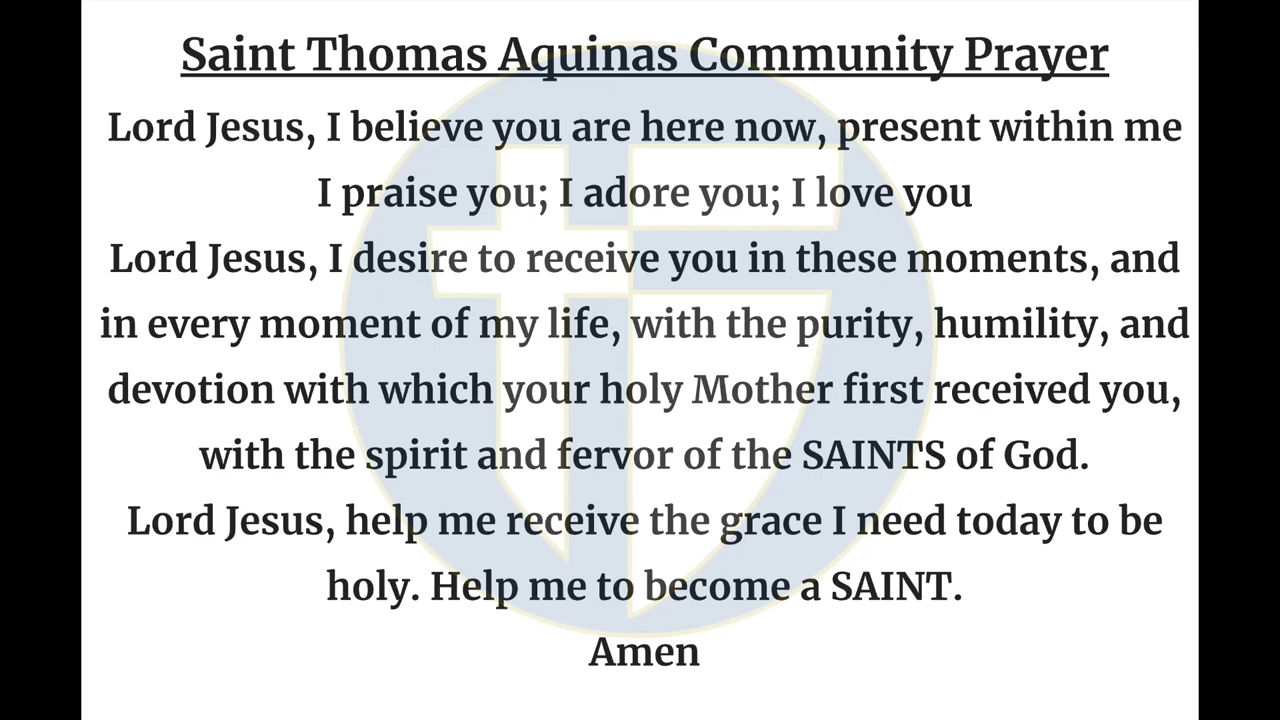 Saint Thomas Aquinas Community Prayer
Lord Jesus, I believe you are here now, present within me
I praise you; I adore you; I love you
Lord Jesus, I desire to receive you in these moments, and
in every moment of my life, with the purity, humility, and
devotion with which your holy Mother first received you,
with the spirit and fervor of the SAINTS of God.
Lord Jesus, help me receive the grace I need today to be
holy. Help me to become a SAINT.
Amen